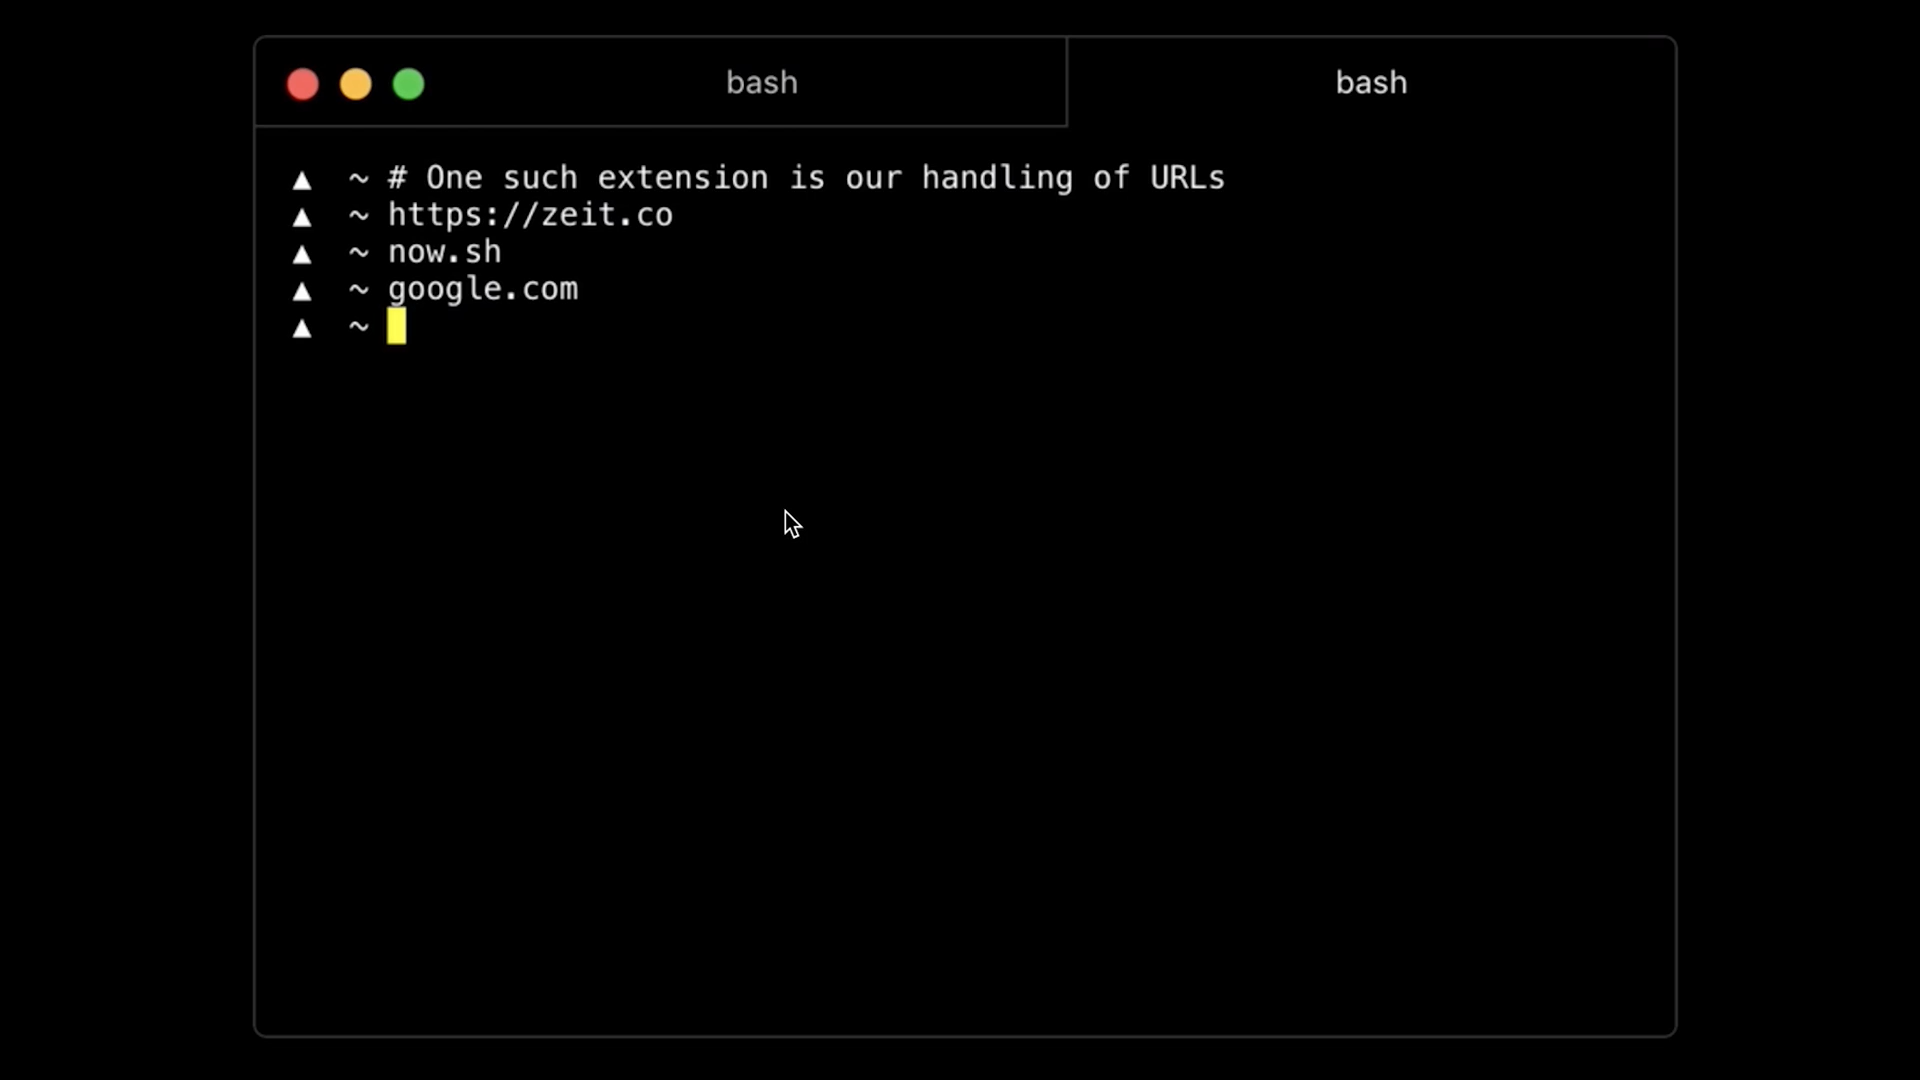 bash
bash
▲ ~ # One such extension is our handling of URLs
▲ ~ https://zeit.co
▲ ~ now.sh
▲ ~ google.com
▲ ~